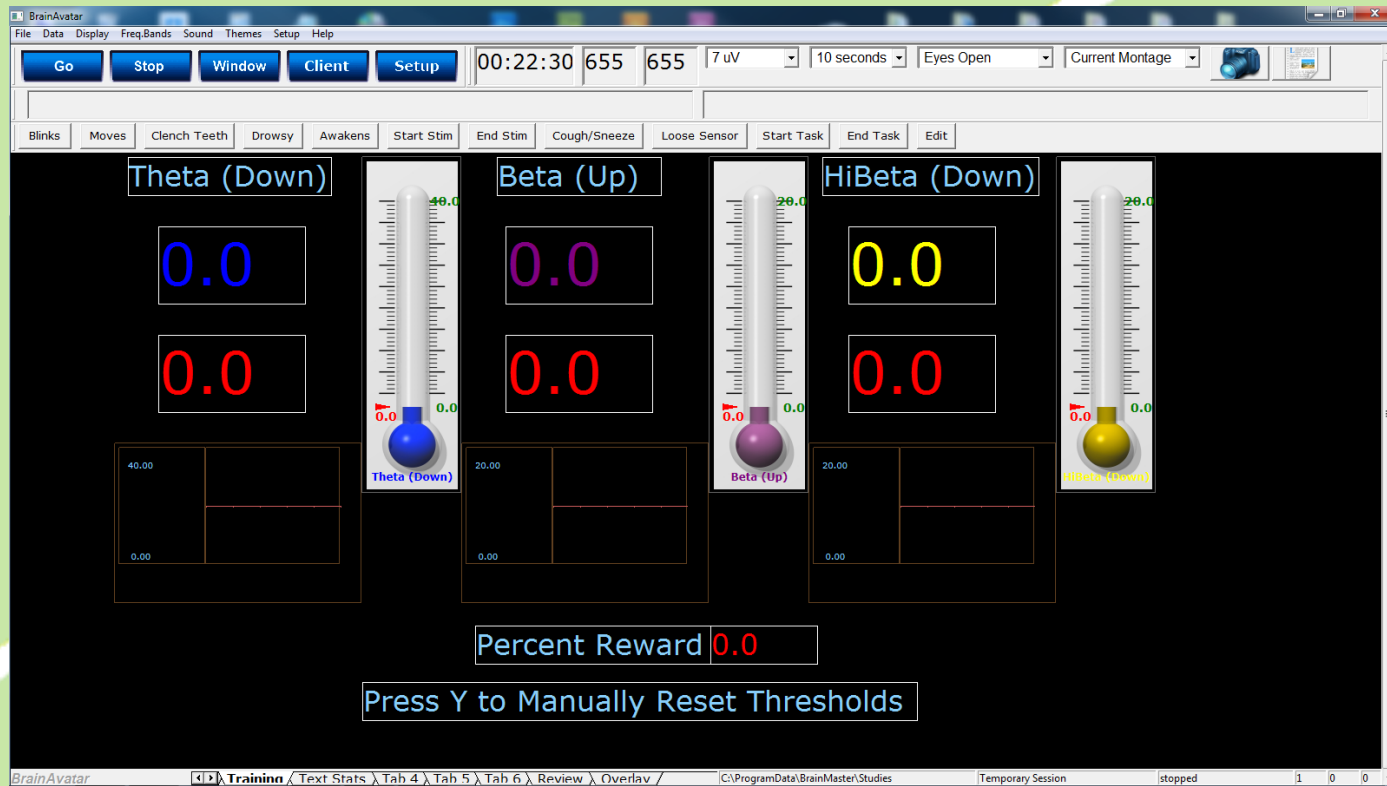 BrainAvatar
File Data Display Freq.Bands Sound Themes Setup Help
Go Stop Window Client Setup 00:22:30 655 655 7 uV 10 seconds Eyes Open Current Montage
Blinks Moves Clench Teeth Drowsy Awakens Start Stim End Stim Cough/Sneeze Loose Sensor Start Task End Task Edit
Theta (Down) Beta (Up) HiBeta (Down)
40.0 20.0 20.0
0.0 0.0 0.0
0.0 0.0 0.0
0.0 0.0 0.0
0.0 0.0 0.0
40.00 20.00 20.00
Theta (Down) Beta (Up) HiBeta (Down)
0.00 0.00 0.00
Percent Reward 0.0
Press Y to Manually Reset Thresholds
BrainAvatar Training Text Stats Tab 4 Tab 5 Tab 6 Review Overlay C:\ProgramData\BrainMaster\Studies Temporary Session stopped 1 0 0